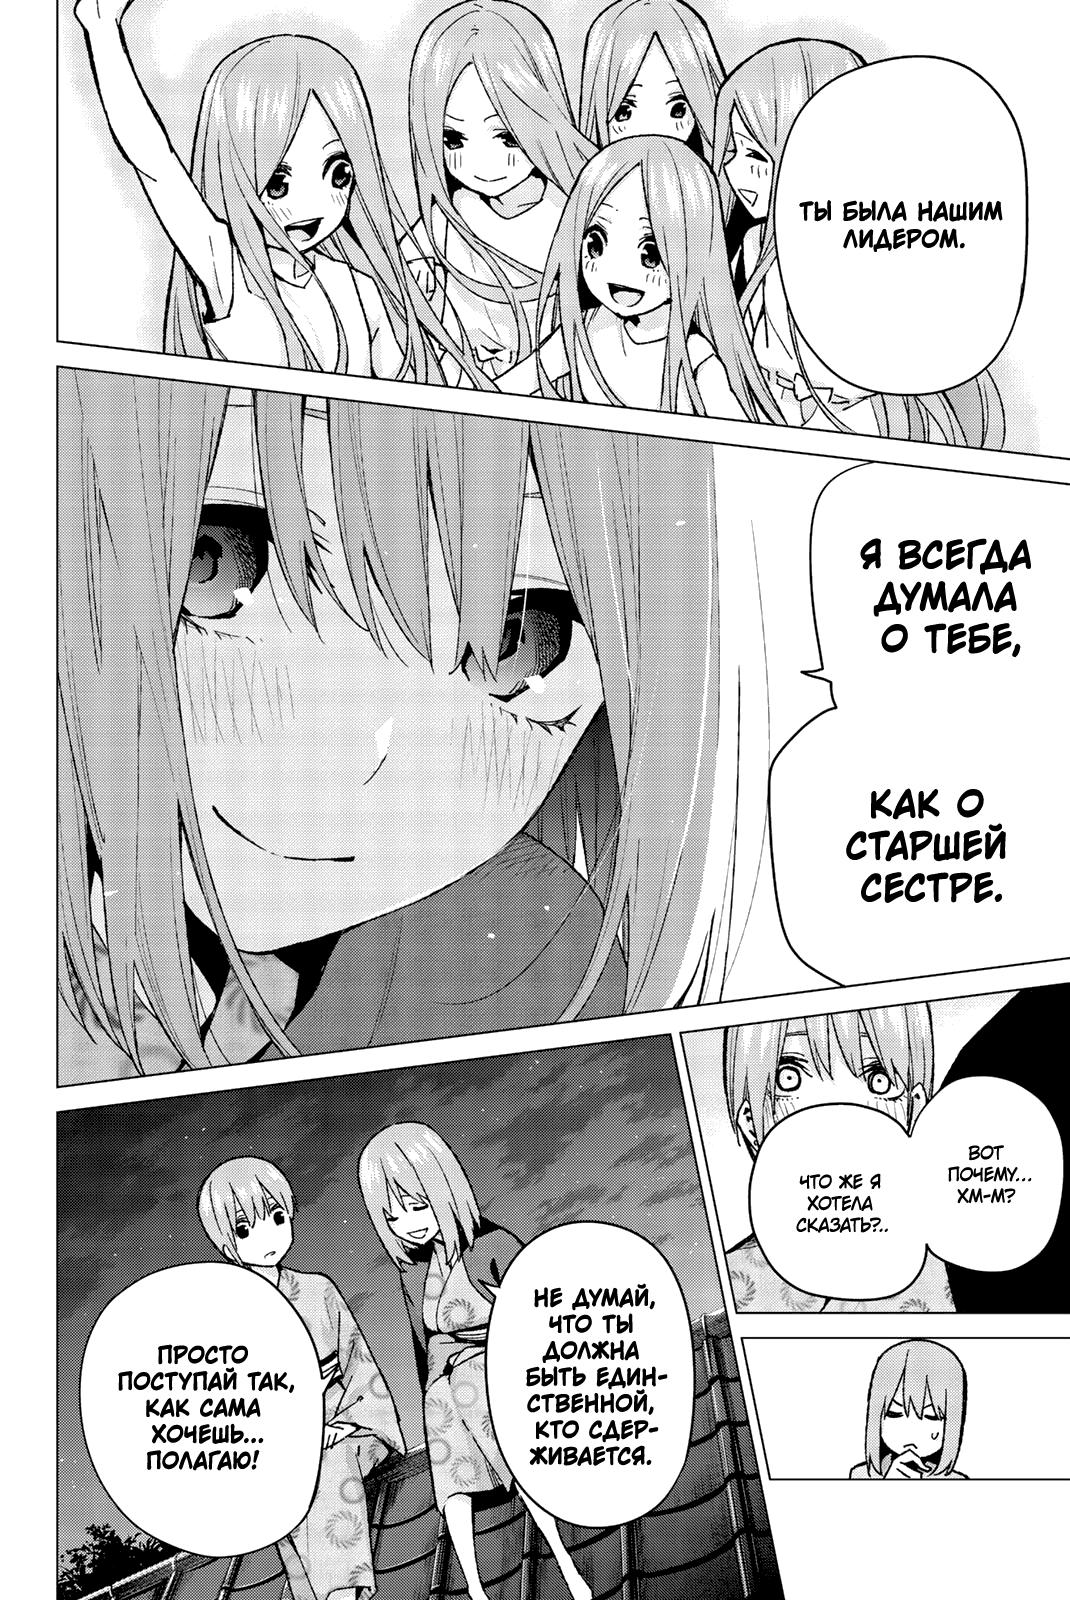 ТЫ БЫЛА НАШИМ
ЛИДЕРОМ.
Я ВСЕГДА
ДУМАЛА
О ТЕБЕ,
КАК О
СТАРШЕЙ
СЕСТРЕ.
ВОТ
ПОЧЕМУ...
ХМ-М?
ЧТО ЖЕ Я
ХОТЕЛА
СКАЗАТЬ?..
НЕ ДУМАЙ,
ЧТО ТЫ
ДОЛЖНА
БЫТЬ ЕДИН-
СТВЕННОЙ,
КТО СДЕР-
ЖИВАЕТСЯ.
ПРОСТО
ПОСТУПАЙ ТАК,
КАК САМА
ХОЧЕШЬ...
ПОЛАГАЮ!